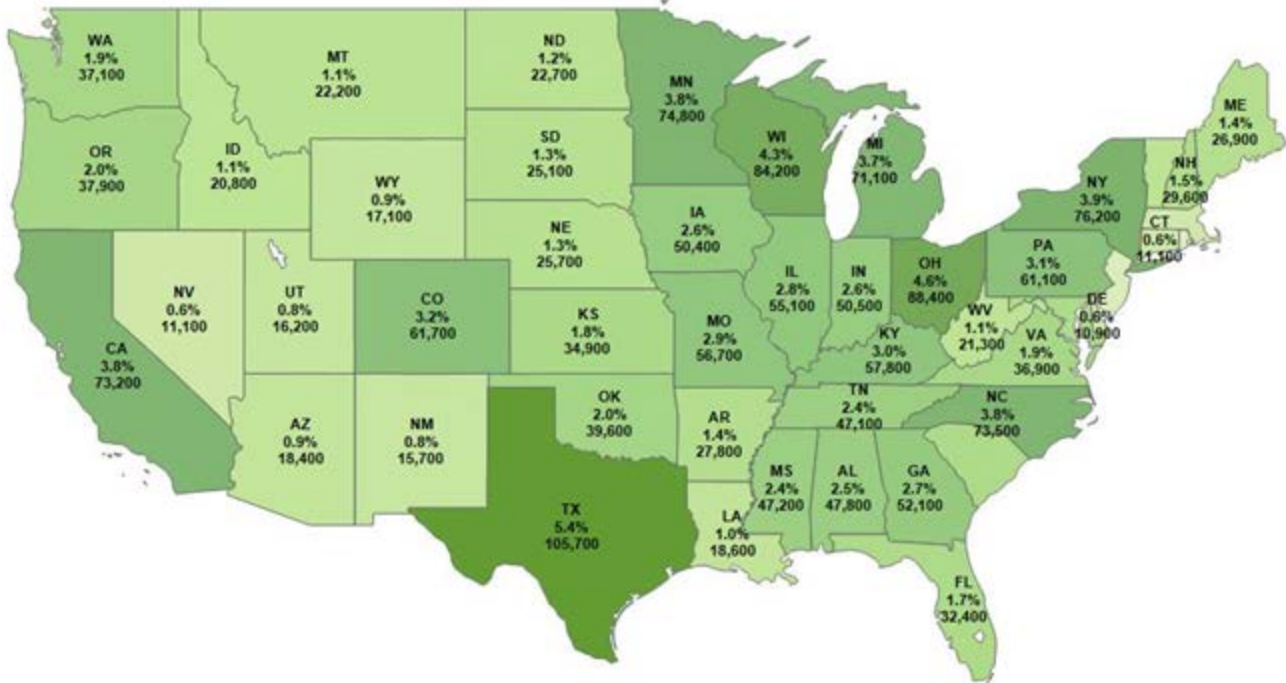 WA
1.9%
37,100
MT
1.1%
22,200
ND
1.2%
22,700
MN
3.8%
74,800
ME
1.4%
26,900
OR
2.0%
37,900
ID
1.1%
20,800
SD
1.3%
25,100
WI
4.3%
84,200
MI
3.7%
71,100
NH
1.5%
29,600
WY
0.9%
17,100
NY
3.9%
76,200
IA
2.6%
50,400
CT
0.6%
11,100
NE
1.3%
25,700
PA
3.1%
61,100
NV
0.6%
11,100
UT
0.8%
16,200
CO
3.2%
61,700
IL
2.8%
55,100
IN
2.6%
50,500
OH
4.6%
88,400
DE
0.6%
10,900
KS
1.8%
34,900
MO
2.9%
56,700
WV
1.1%
21,300
KY
3.0%
57,800
VA
1.9%
36,900
CA
3.8%
73,200
TN
2.4%
47,100
NC
3.8%
73,500
OK
2.0%
39,600
AR
1.4%
27,800
AZ
0.9%
18,400
NM
0.8%
15,700
MS
2.4%
47,200
AL
2.5%
47,800
GA
2.7%
52,100
TX
5.4%
105,700
LA
1.0%
18,600
FL
1.7%
32,400